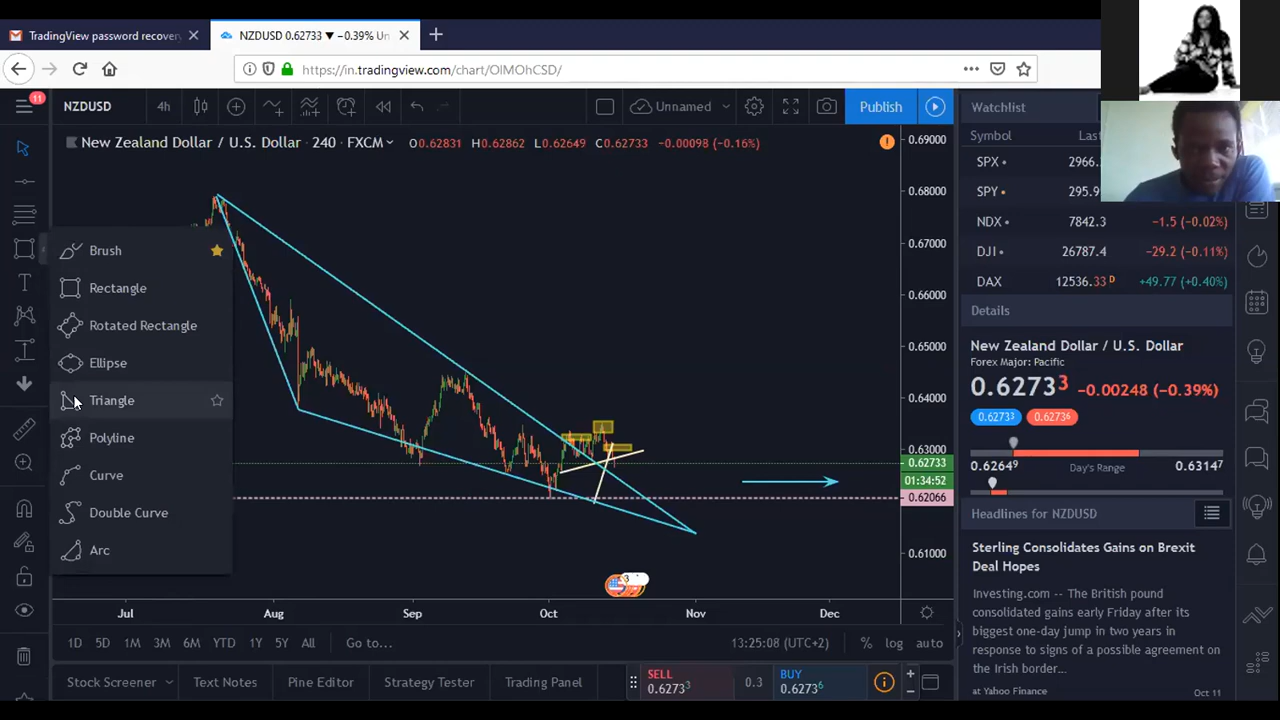 TradingView password recovery
NZDUSD 0.62733 ▼ −0.39% Un
https://in.tradingview.com/chart/OIMOhCSD/
11
NZDUSD
4h
Unnamed
Publish
Watchlist
New Zealand Dollar / U.S. Dollar · 240 · FXCM
O0.62831 H0.62862 L0.62649 C0.62733 −0.00098 (−0.16%)
Symbol
SPX 2966.
SPY 295.9
NDX 7842.3 −1.5 (−0.02%)
DJI 26787.4 −29.2 (−0.11%)
DAX 12536.33 D +49.77 (+0.40%)
Details
New Zealand Dollar / U.S. Dollar
Forex Major: Pacific
0.62733 −0.00248 (−0.39%)
0.62733 0.62736
0.62649 Day's Range 0.63147
Headlines for NZDUSD
Sterling Consolidates Gains on Brexit
Deal Hopes
Investing.com -- The British pound
consolidated gains early Friday after its
biggest one-day jump in two years in
response to signs of a possible agreement on
the Irish border...
at Yahoo Finance Oct 11
Brush
Rectangle
Rotated Rectangle
Ellipse
Triangle
Polyline
Curve
Double Curve
Arc
0.69000
0.68000
0.67000
0.66000
0.65000
0.64000
0.63000
0.62733
01:34:52
0.62066
0.61000
3
Jul Aug Sep Oct Nov Dec
1D 5D 1M 3M 6M YTD 1Y 5Y All Go to... 13:25:08 (UTC+2) % log auto
Stock Screener Text Notes Pine Editor Strategy Tester Trading Panel
SELL
0.62733
0.3
BUY
0.62736